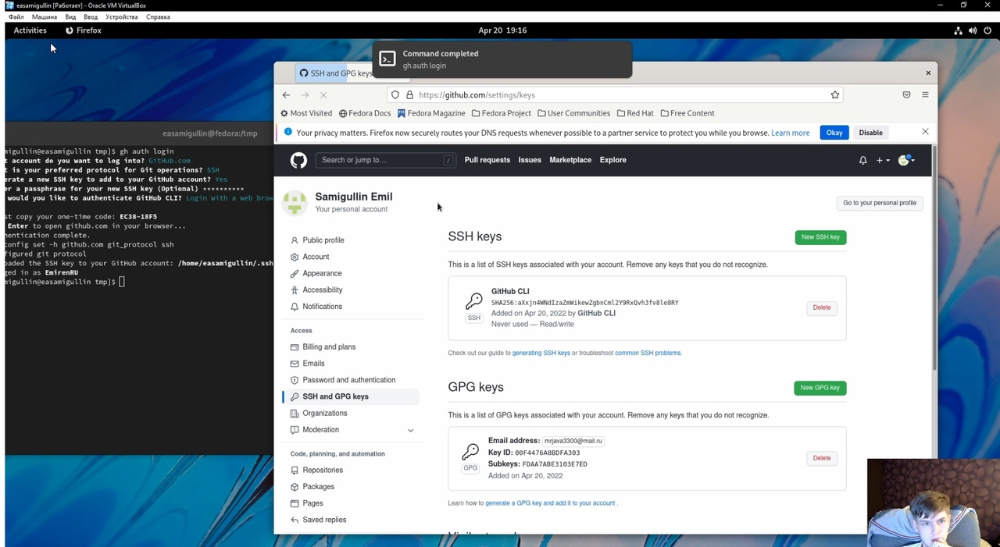 easamigullin [Работает] - Oracle VM VirtualBox
Файл Машина Вид Ввод Устройства Справка
Activities Firefox Apr 20 19:16
Command completed
gh auth login
SSH and GPG keys
https://github.com/settings/keys
Most Visited Fedora Docs Fedora Magazine Fedora Project User Communities Red Hat Free Content
Your privacy matters. Firefox now securely routes your DNS requests whenever possible to a partner service to protect you while you browse. Learn more Okay Disable
easamigullin@fedora:/tmp
migullin@easamigullin tmp]$ gh auth login
t account do you want to log into? GitHub.com
t is your preferred protocol for Git operations? SSH
erate a new SSH key to add to your GitHub account? Yes
er a passphrase for your new SSH key (Optional) **********
would you like to authenticate GitHub CLI? Login with a web brow
st copy your one-time code: EC38-18F5
Enter to open github.com in your browser...
hentication complete.
config set -h github.com git_protocol ssh
figured git protocol
oaded the SSH key to your GitHub account: /home/easamigullin/.ssh
ged in as EmirenRU
migullin@easamigullin tmp]$
Search or jump to… / Pull requests Issues Marketplace Explore
Samigullin Emil
Your personal account
Go to your personal profile
Public profile
Account
Appearance
Accessibility
Notifications
Access
Billing and plans
Emails
Password and authentication
SSH and GPG keys
Organizations
Moderation
Code, planning, and automation
Repositories
Packages
Pages
Saved replies
SSH keys
New SSH key
This is a list of SSH keys associated with your account. Remove any keys that you do not recognize.
GitHub CLI
SHA256:aXxjn4WNdIzaZmWikewZgbnCml2Y9RxQvh3fv8le8RY
Added on Apr 20, 2022 by GitHub CLI
SSH
Never used — Read/write
Delete
Check out our guide to generating SSH keys or troubleshoot common SSH problems.
GPG keys
New GPG key
This is a list of GPG keys associated with your account. Remove any keys that you do not recognize.
Email address: mrjava3300@mail.ru
Key ID: 00F4476A8BDFA303
Subkeys: FDAA7ABE3103E7ED
GPG
Added on Apr 20, 2022
Delete
Learn how to generate a GPG key and add it to your account .